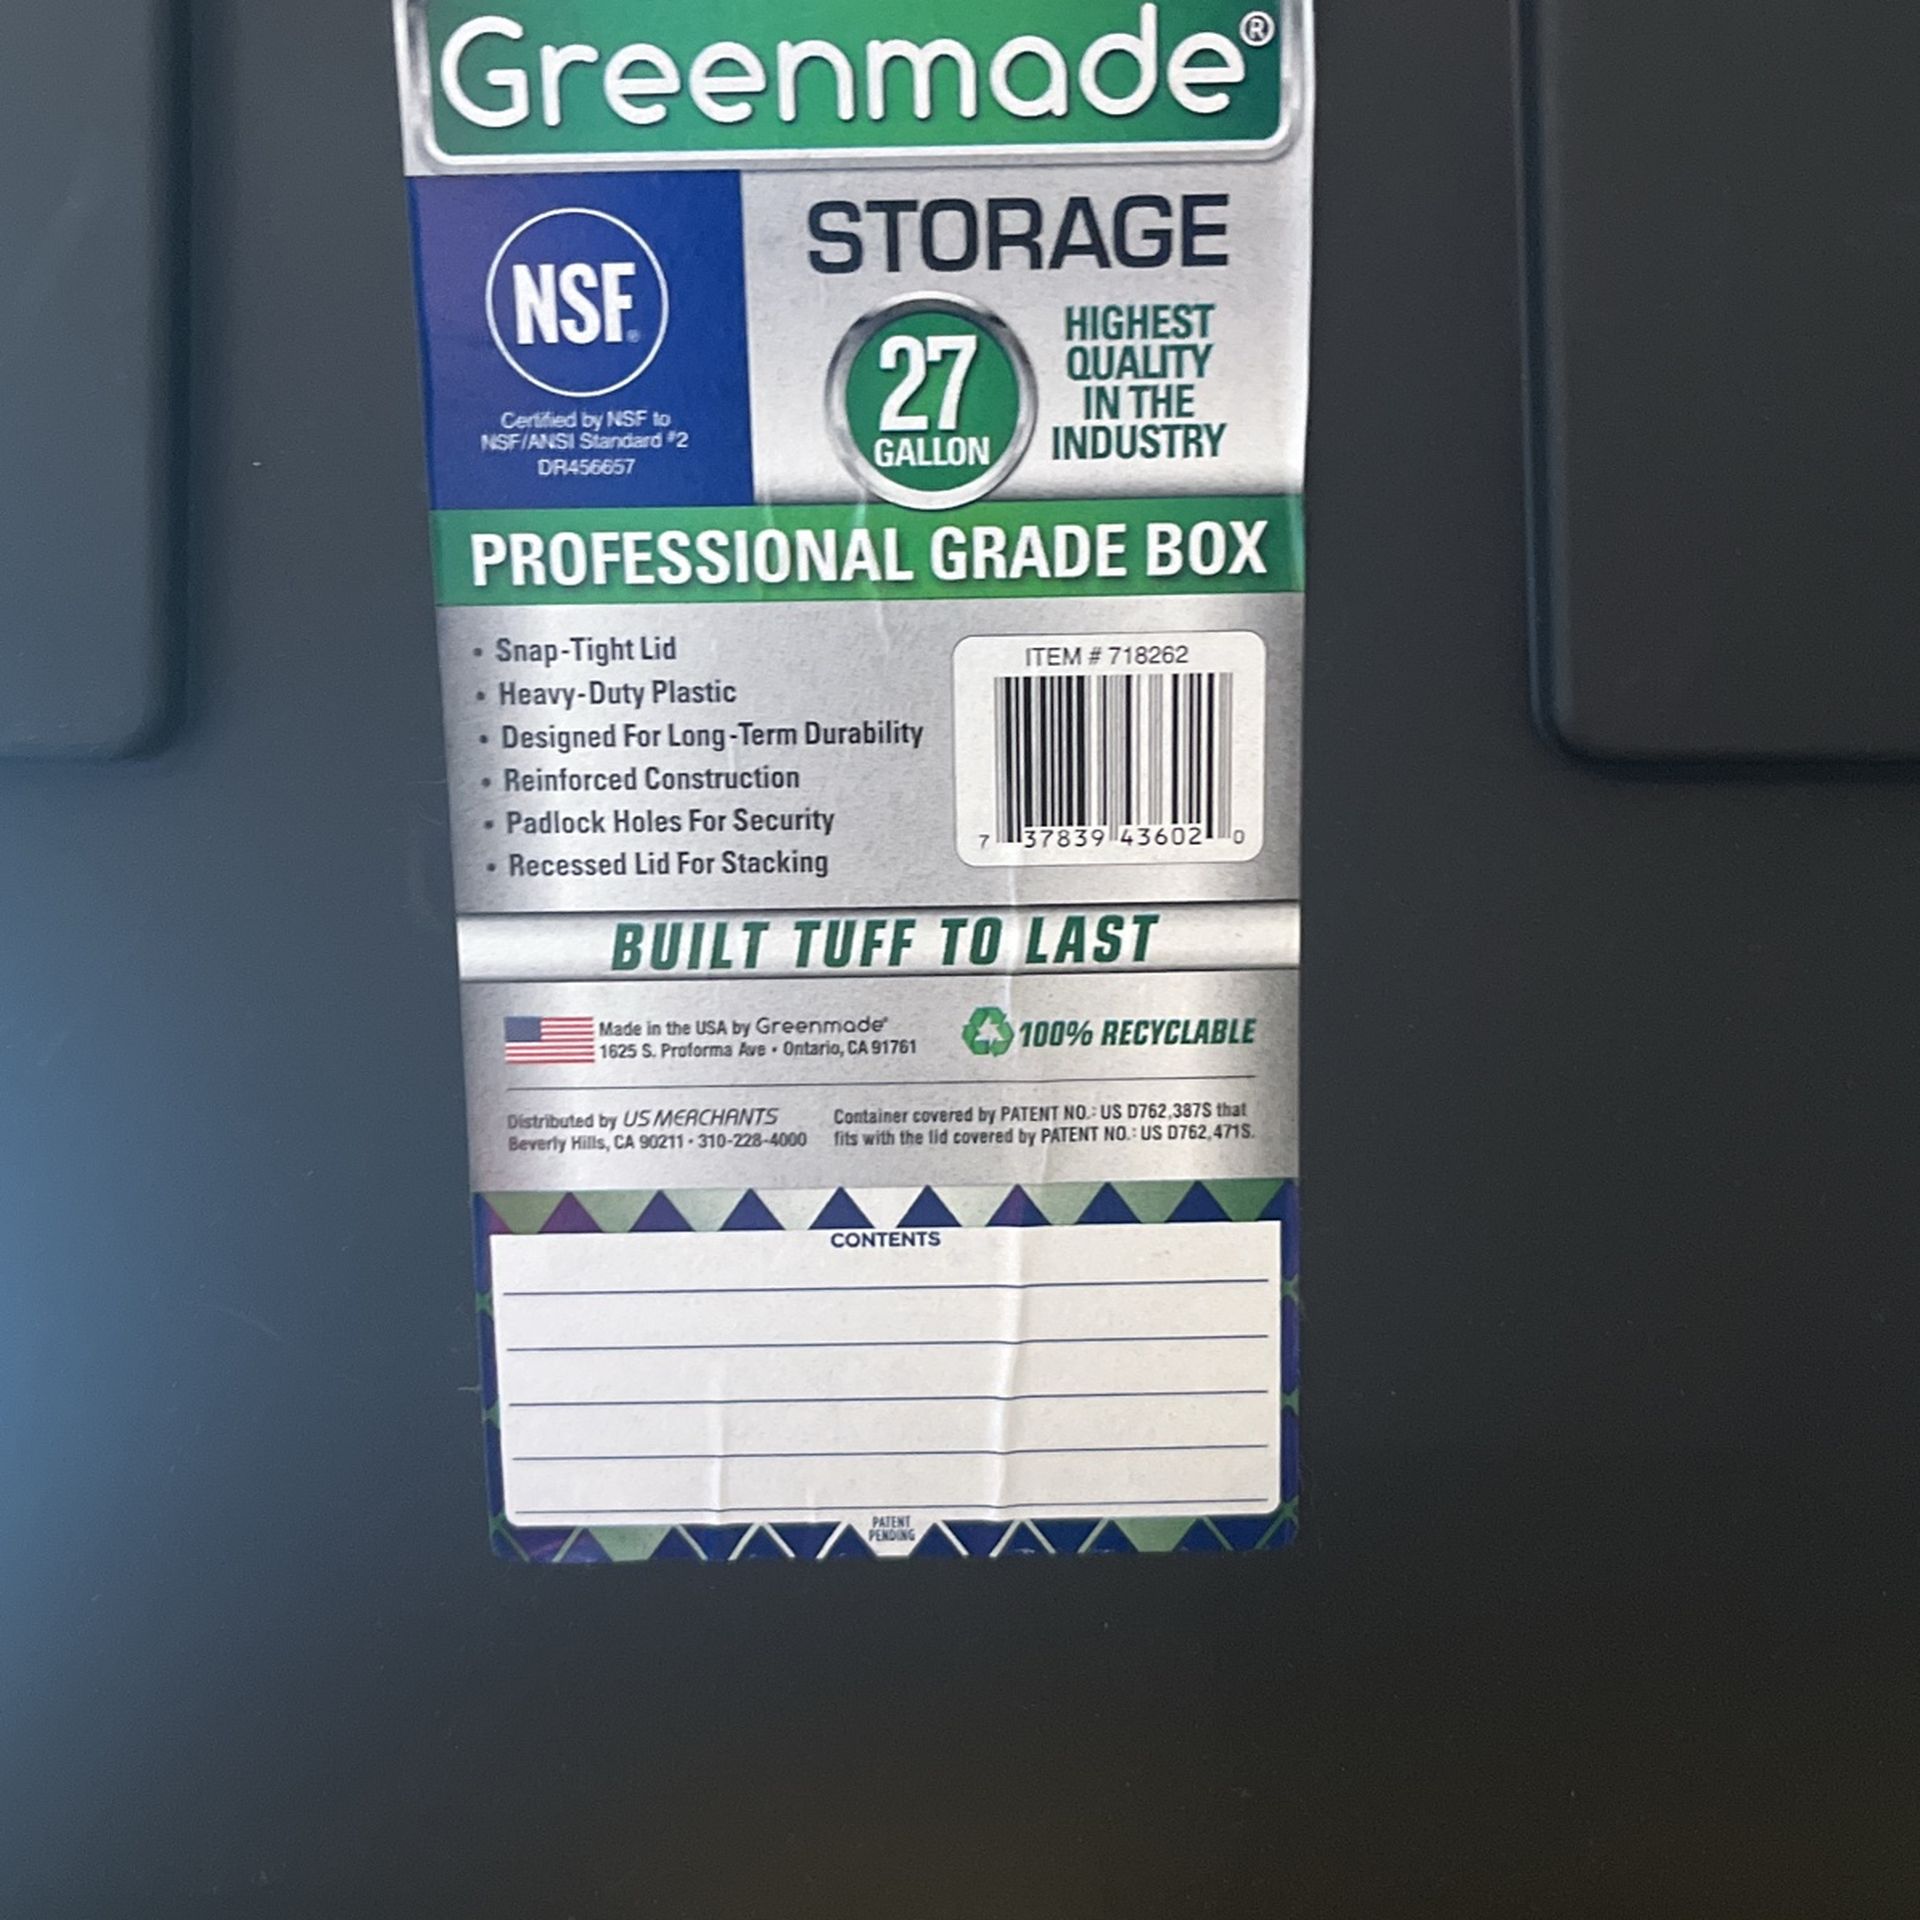 Greenmade®
NSF®
Certified by NSF to
NSF/ANSI Standard #2
DR456657
STORAGE
27
GALLON
HIGHEST
QUALITY
IN THE
INDUSTRY
PROFESSIONAL GRADE BOX
• Snap-Tight Lid
• Heavy-Duty Plastic
• Designed For Long-Term Durability
• Reinforced Construction
• Padlock Holes For Security
• Recessed Lid For Stacking
ITEM # 718262
7 37839 43602 0
BUILT TUFF TO LAST
Made in the USA by Greenmade®
1625 S. Proforma Ave • Ontario, CA 91761
100% RECYCLABLE
Distributed by US MERCHANTS
Beverly Hills, CA 90211 • 310-228-4000
Container covered by PATENT NO.: US D762,387S that
fits with the lid covered by PATENT NO.: US D762,471S.
CONTENTS
PATENT
PENDING